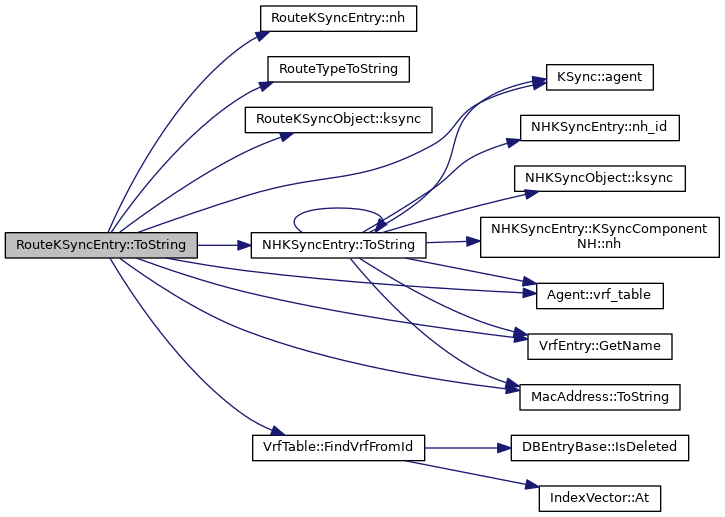 RouteKSyncEntry::nh
RouteTypeToString
KSync::agent
RouteKSyncObject::ksync
NHKSyncEntry::nh_id
NHKSyncObject::ksync
RouteKSyncEntry::ToString
NHKSyncEntry::ToString
NHKSyncEntry::KSyncComponent
NH::nh
Agent::vrf_table
VrfEntry::GetName
MacAddress::ToString
VrfTable::FindVrfFromId
DBEntryBase::IsDeleted
IndexVector::At